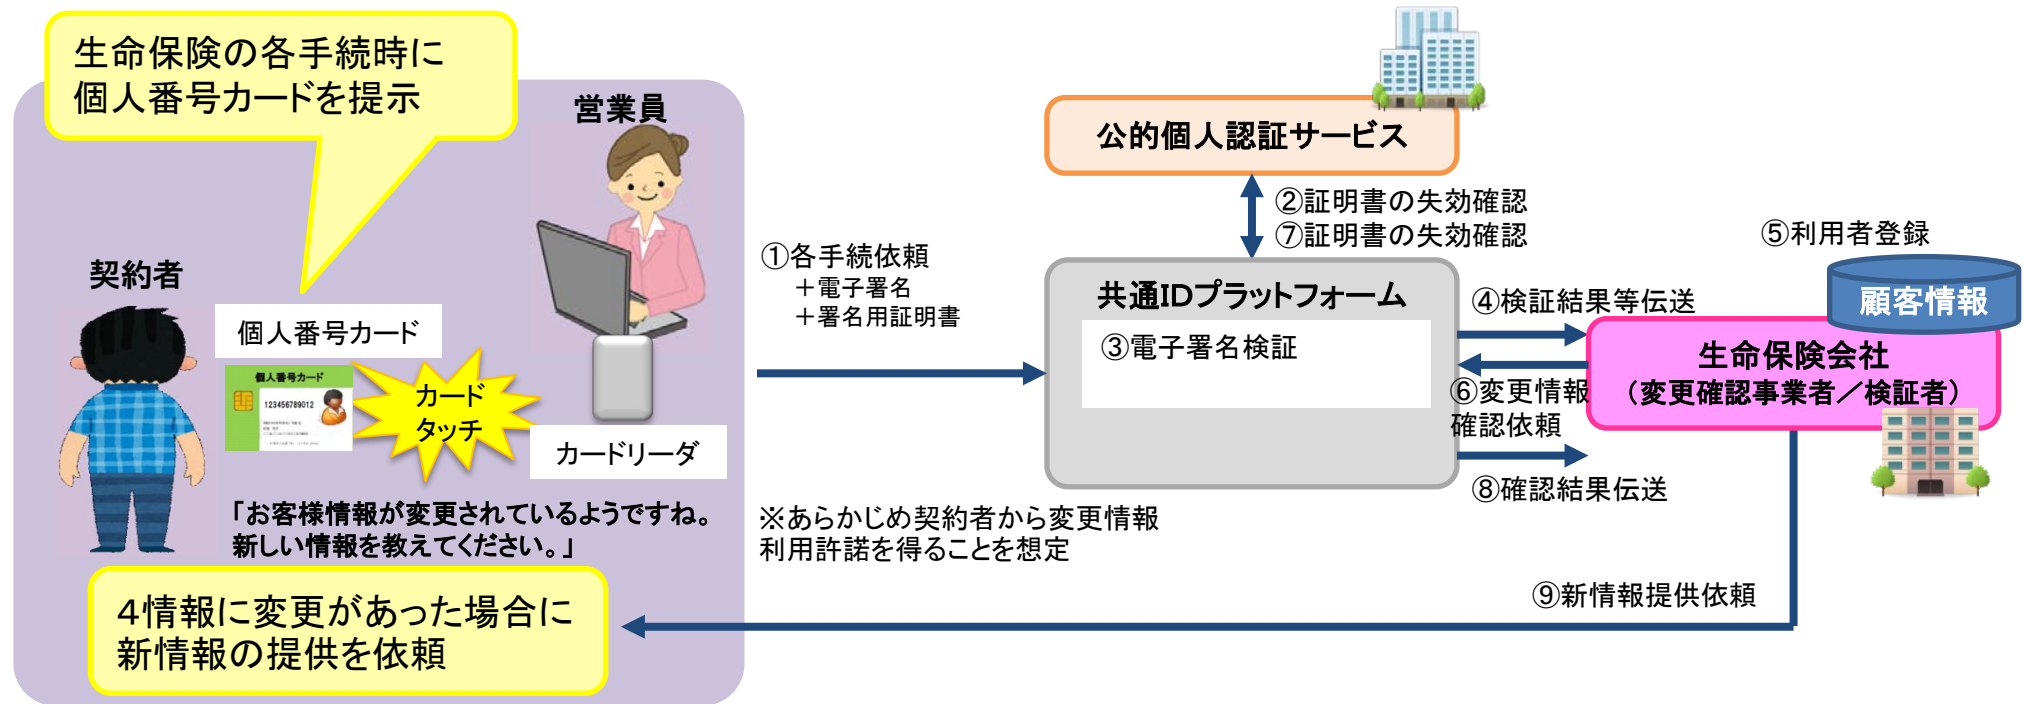 生命保険の各手続時に
個人番号カードを提示
営業員
契約者
個人番号カード
個人番号カード
123456789012
カード
タッチ
カードリーダ
「お客様情報が変更されているようですね。
新しい情報を教えてください。」
4情報に変更があった場合に
新情報の提供を依頼
①各手続依頼
＋電子署名
＋署名用証明書
※あらかじめ契約者から変更情報
利用許諾を得ることを想定
公的個人認証サービス
②証明書の失効確認
⑦証明書の失効確認
共通IDプラットフォーム
③電子署名検証
④検証結果等伝送
⑥変更情報
確認依頼
⑧確認結果伝送
⑤利用者登録
顧客情報
生命保険会社
（変更確認事業者／検証者）
⑨新情報提供依頼